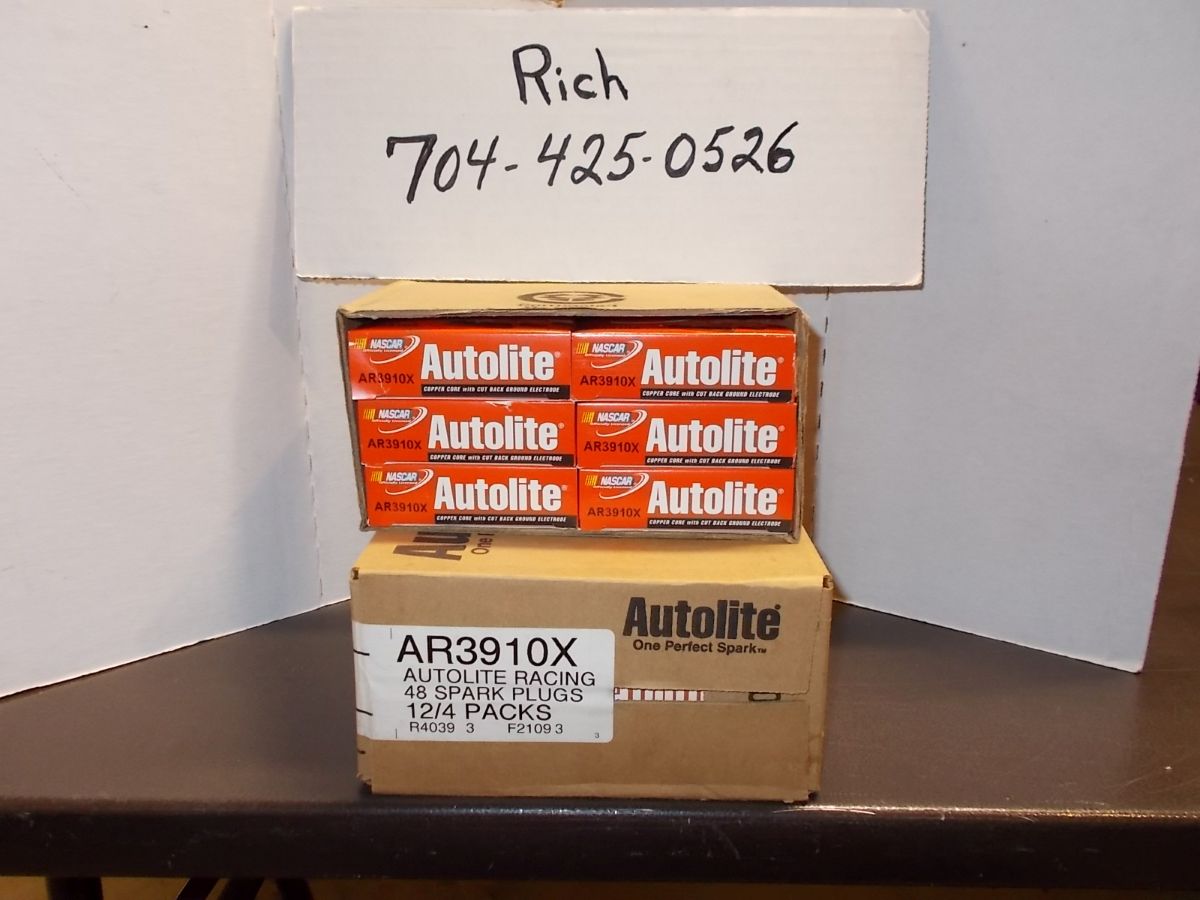 Rich
704-425-0526
NASCAR Autolite®
AR3910X
COPPER CORE with CUT BACK GROUND ELECTRODE
NASCAR Autolite®
AR3910X
COPPER CORE with CUT BACK GROUND ELECTRODE
NASCAR Autolite®
AR3910X
COPPER CORE with CUT BACK GROUND ELECTRODE
NASCAR Autolite®
AR3910X
COPPER CORE with CUT BACK GROUND ELECTRODE
NASCAR Autolite®
AR3910X
COPPER CORE with CUT BACK GROUND ELECTRODE
NASCAR Autolite®
AR3910X
COPPER CORE with CUT BACK GROUND ELECTRODE
Au
One
Autolite®
One Perfect Spark™
AR3910X
AUTOLITE RACING
48 SPARK PLUGS
12/4 PACKS
R4039 3 F2109 3
3